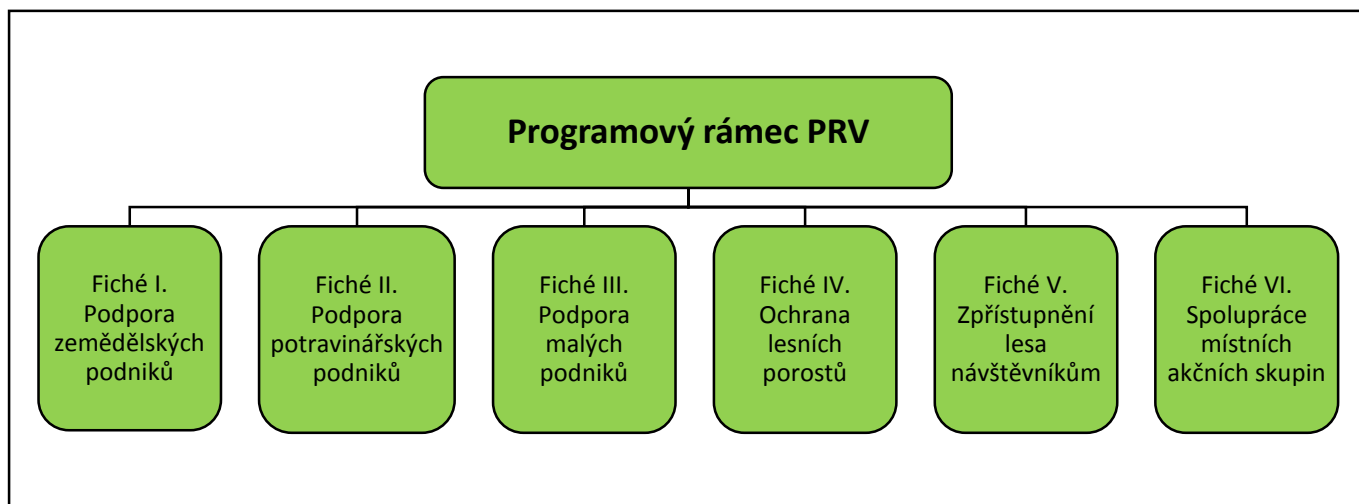 Programový rámec PRV
Fiché I.
Podpora
zemědělských
podniků
Fiché II.
Podpora
potravinářských
podniků
Fiché III.
Podpora
malých
podniků
Fiché IV.
Ochrana
lesních
porostů
Fiché V.
Zpřístupnění
lesa
návštěvníkům
Fiché VI.
Spolupráce
místních
akčních skupin